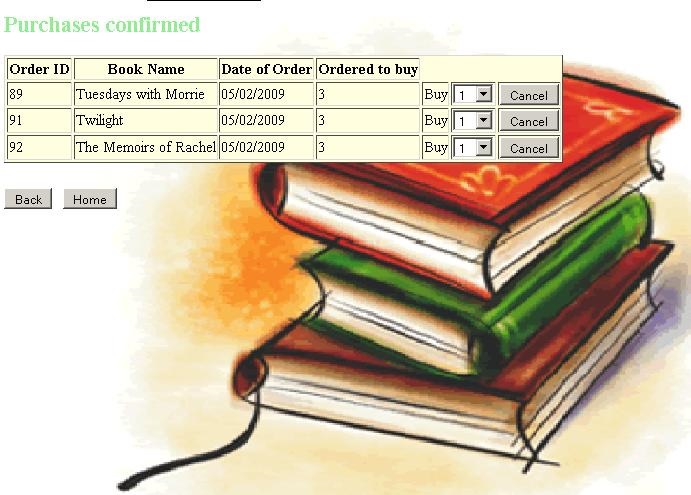 Purchases confirmed
Order ID Book Name Date of Order Ordered to buy
89 Tuesdays with Morrie 05/02/2009 3 Buy 1 Cancel
91 Twilight 05/02/2009 3 Buy 1 Cancel
92 The Memoirs of Rachel 05/02/2009 3 Buy 1 Cancel
Back Home